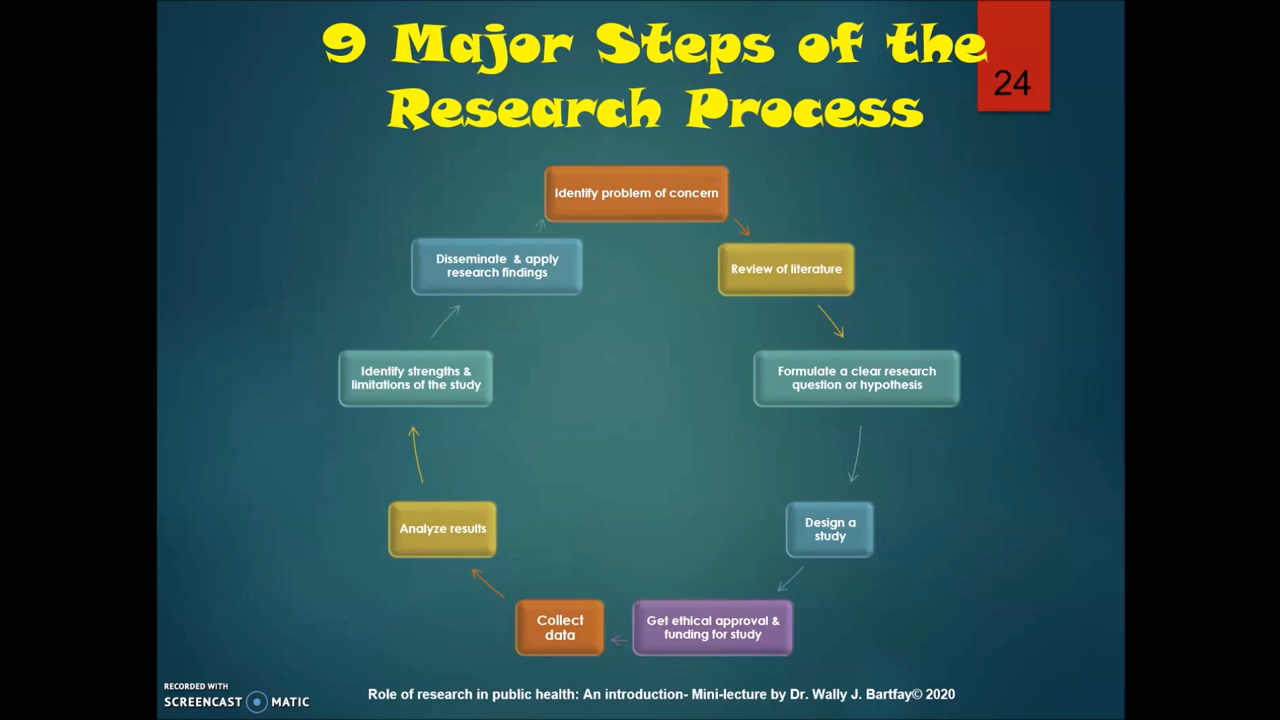 9 Major Steps of the
Research Process
24
Identify problem of concern
Review of literature
Formulate a clear research
question or hypothesis
Design a
study
Get ethical approval &
funding for study
Collect
data
Analyze results
Identify strengths &
limitations of the study
Disseminate & apply
research findings
RECORDED WITH
SCREENCAST MATIC
Role of research in public health: An introduction- Mini-lecture by Dr. Wally J. Bartfay© 2020